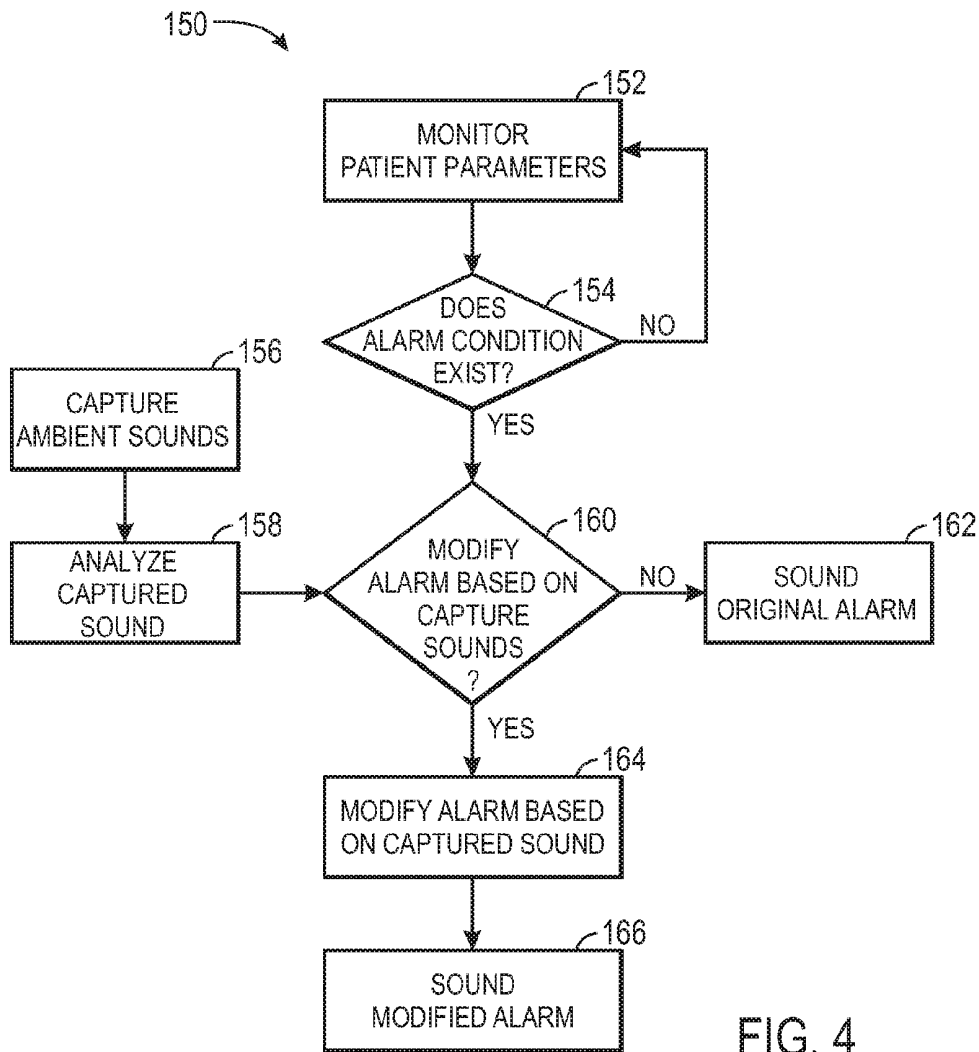 150
152
MONITOR
PATIENT PARAMETERS
154
DOES
ALARM CONDITION
EXIST?
NO
YES
156
CAPTURE
AMBIENT SOUNDS
158
ANALYZE
CAPTURED
SOUND
160
MODIFY
ALARM BASED ON
CAPTURE
SOUNDS
?
NO
162
SOUND
ORIGINAL ALARM
YES
164
MODIFY ALARM BASED
ON CAPTURED SOUND
166
SOUND
MODIFIED ALARM
FIG. 4